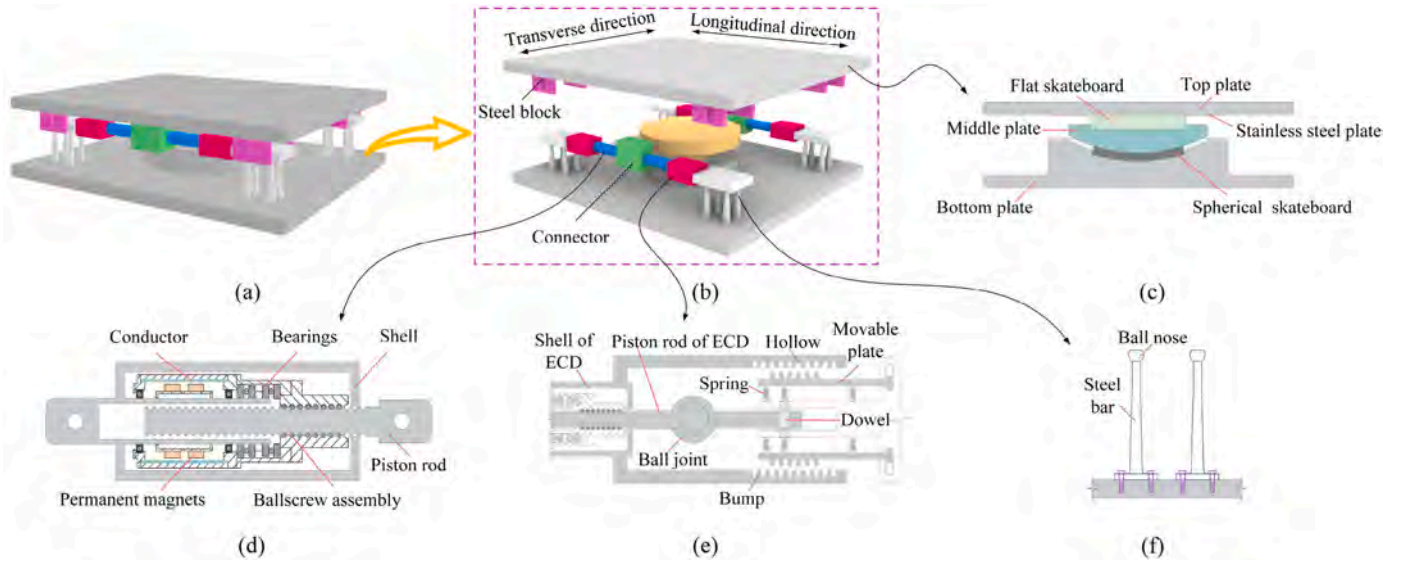 Transverse direction
Longitudinal direction
Steel block
Connector
(a)
(b)
Flat skateboard
Top plate
Middle plate
Stainless steel plate
Bottom plate
Spherical skateboard
(c)
Conductor
Bearings
Shell
Piston rod
Permanent magnets
Ballscrew assembly
(d)
Shell of
ECD
Piston rod of ECD
Hollow
Movable
plate
Spring
Dowel
Ball joint
Bump
(e)
Ball nose
Steel
bar
(f)